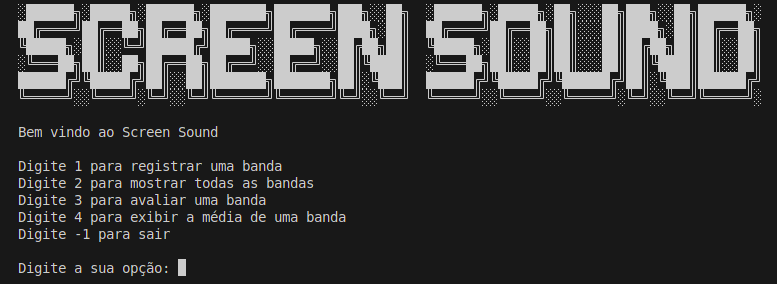 SCREEN SOUND
Bem vindo ao Screen Sound
Digite 1 para registrar uma banda
Digite 2 para mostrar todas as bandas
Digite 3 para avaliar uma banda
Digite 4 para exibir a média de uma banda
Digite -1 para sair
Digite a sua opção: